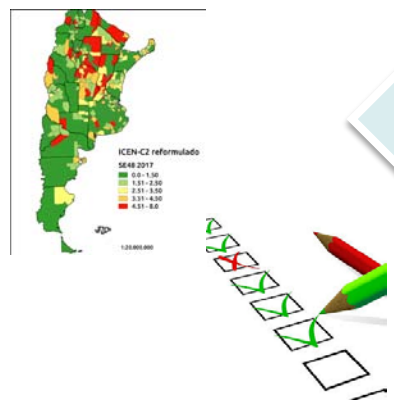 ICEN-C2 reformulado
SE48 2017
0.0 - 1.50
1.51 - 2.50
2.51 - 3.50
3.51 - 4.50
4.51 - 8.0
1:20.000.000